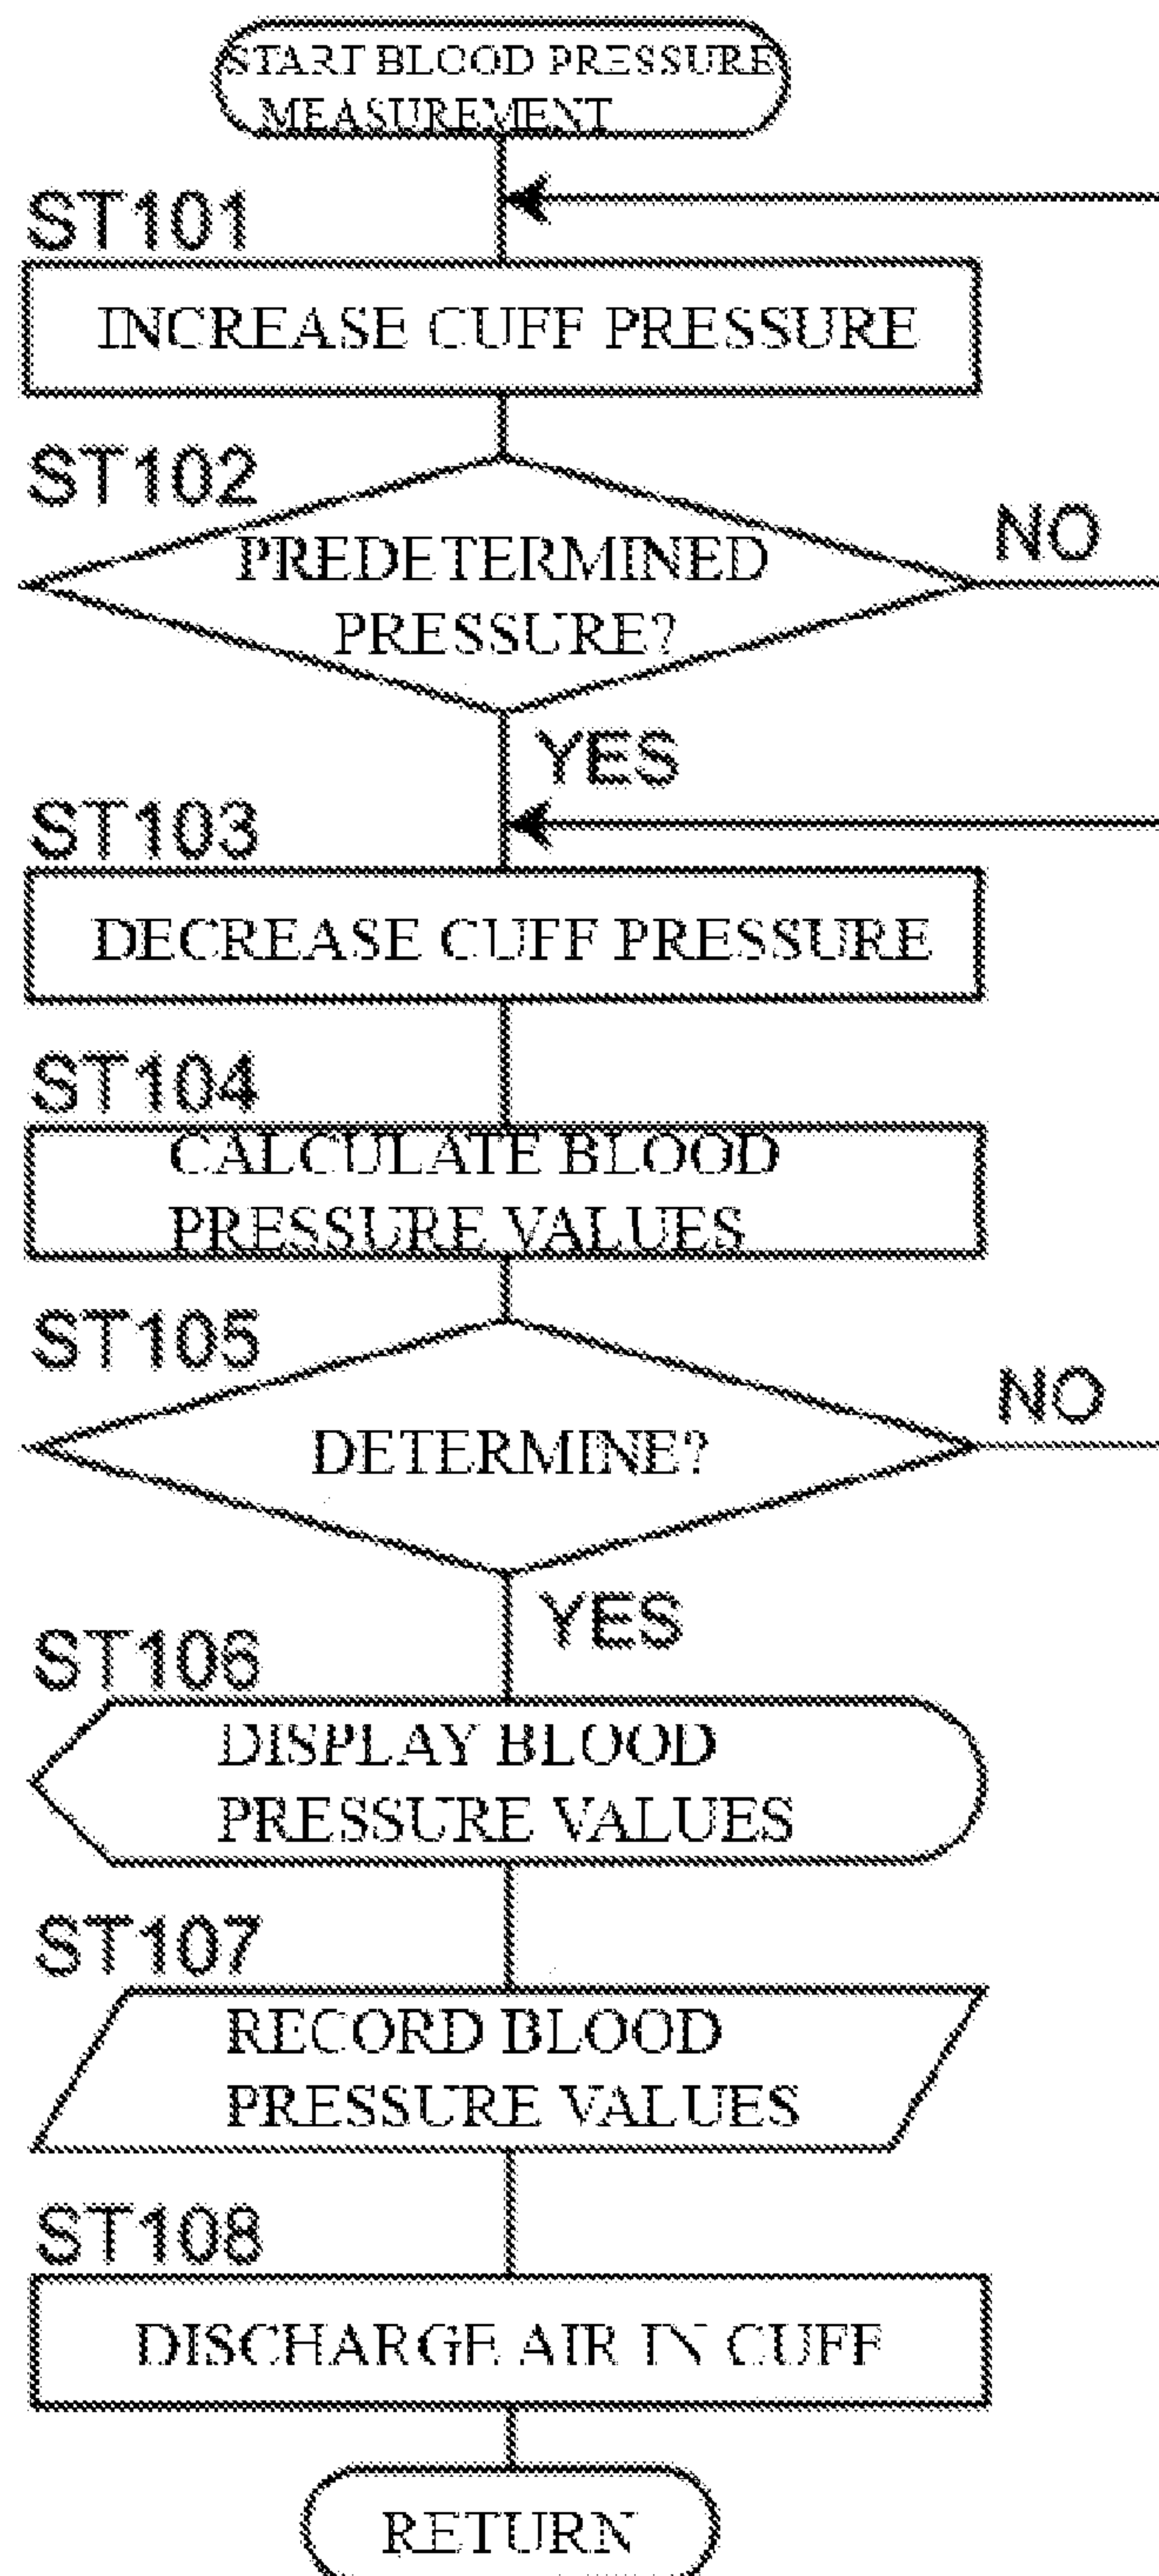 START BLOOD PRESSURE
MEASUREMENT
ST101
INCREASE CUFF PRESSURE
ST102
PREDETERMINED
PRESSURE?
NO
YES
ST103
DECREASE CUFF PRESSURE
ST104
CALCULATE BLOOD
PRESSURE VALUES
ST105
DETERMINE?
NO
YES
ST106
DISPLAY BLOOD
PRESSURE VALUES
ST107
RECORD BLOOD
PRESSURE VALUES
ST108
DISCHARGE AIR IN CUFF
RETURN